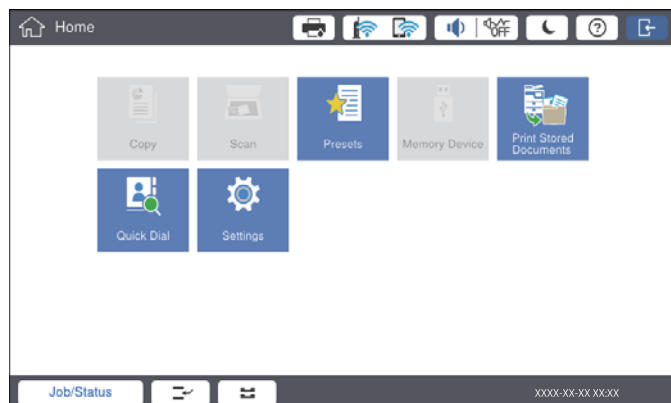 Home
OFF
?
Copy
Scan
Presets
Memory Device
Print Stored
Documents
Quick Dial
Settings
Job/Status
XXXX-XX-XX XX:XX